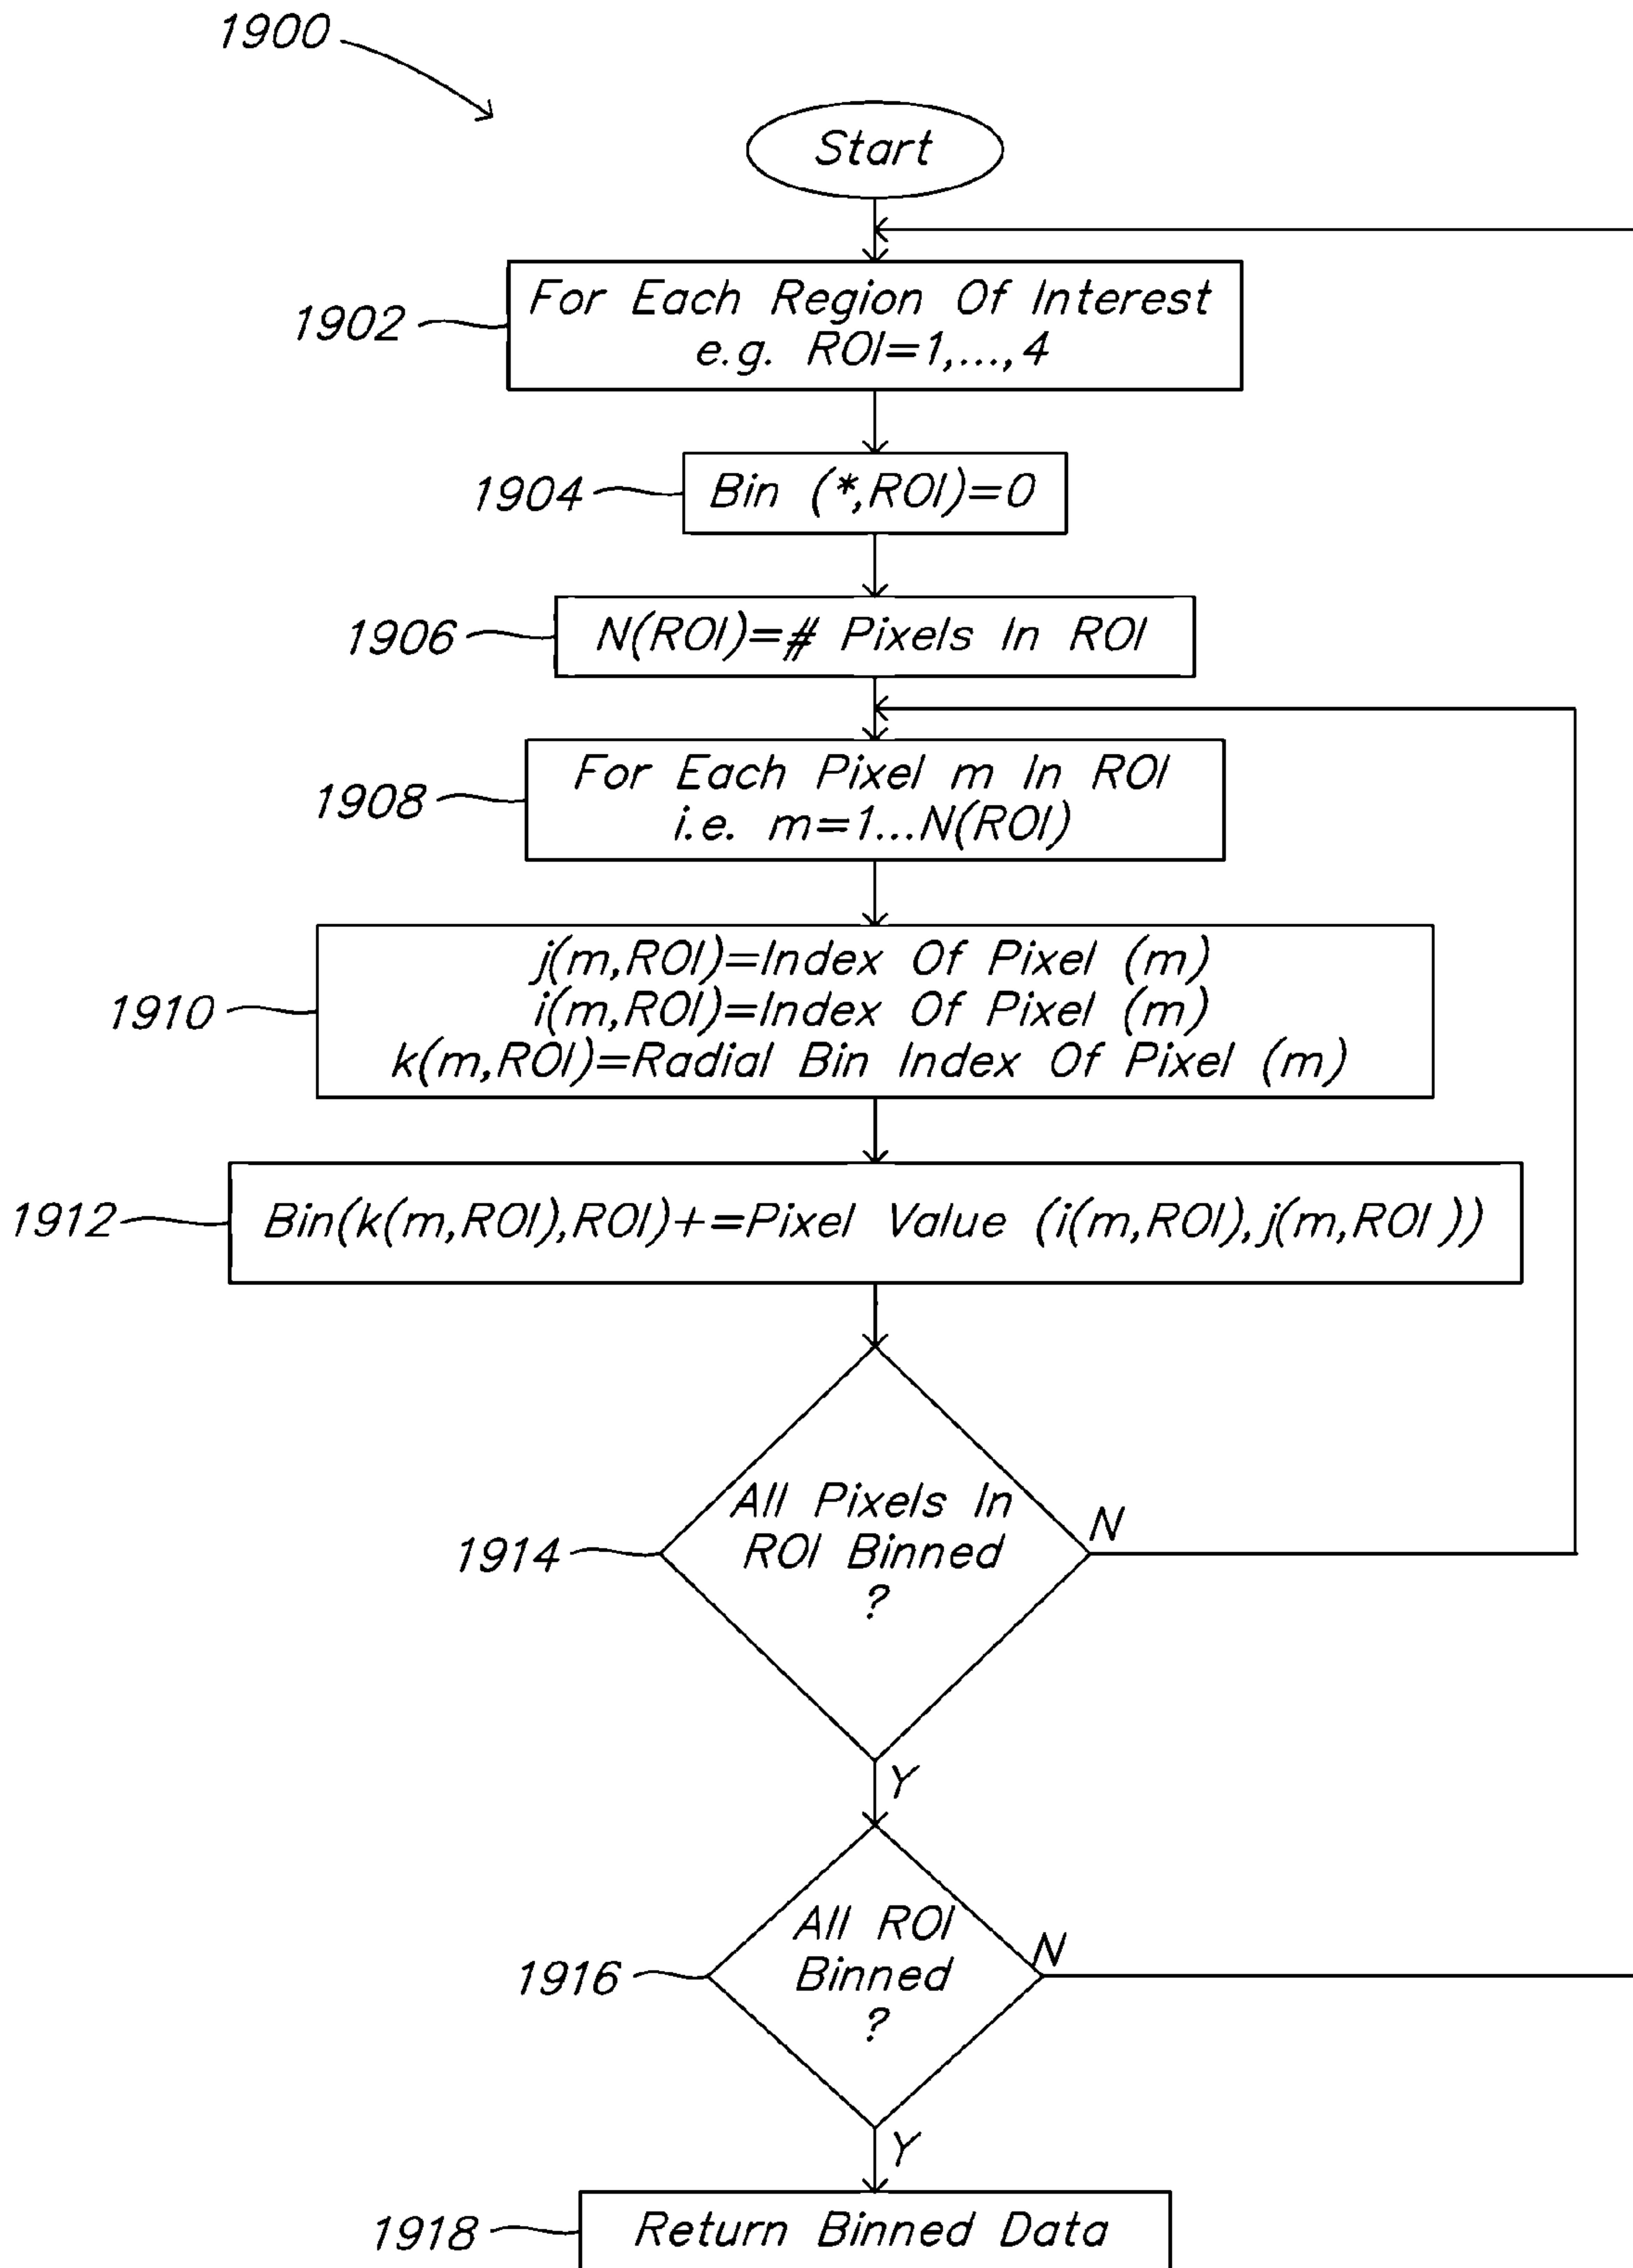 1900
Start
1902
For Each Region Of Interest
e.g. ROI=1,...,4
1904
Bin (*,ROI)=0
1906
N(ROI)=# Pixels In ROI
1908
For Each Pixel m In ROI
i.e. m=1...N(ROI)
1910
j(m,ROI)=Index Of Pixel (m)
i(m,ROI)=Index Of Pixel (m)
k(m,ROI)=Radial Bin Index Of Pixel (m)
1912
Bin(k(m,ROI),ROI)+=Pixel Value (i(m,ROI),j(m,ROI))
1914
All Pixels In
ROI Binned
?
N
Y
1916
All ROI
Binned
?
N
Y
1918
Return Binned Data